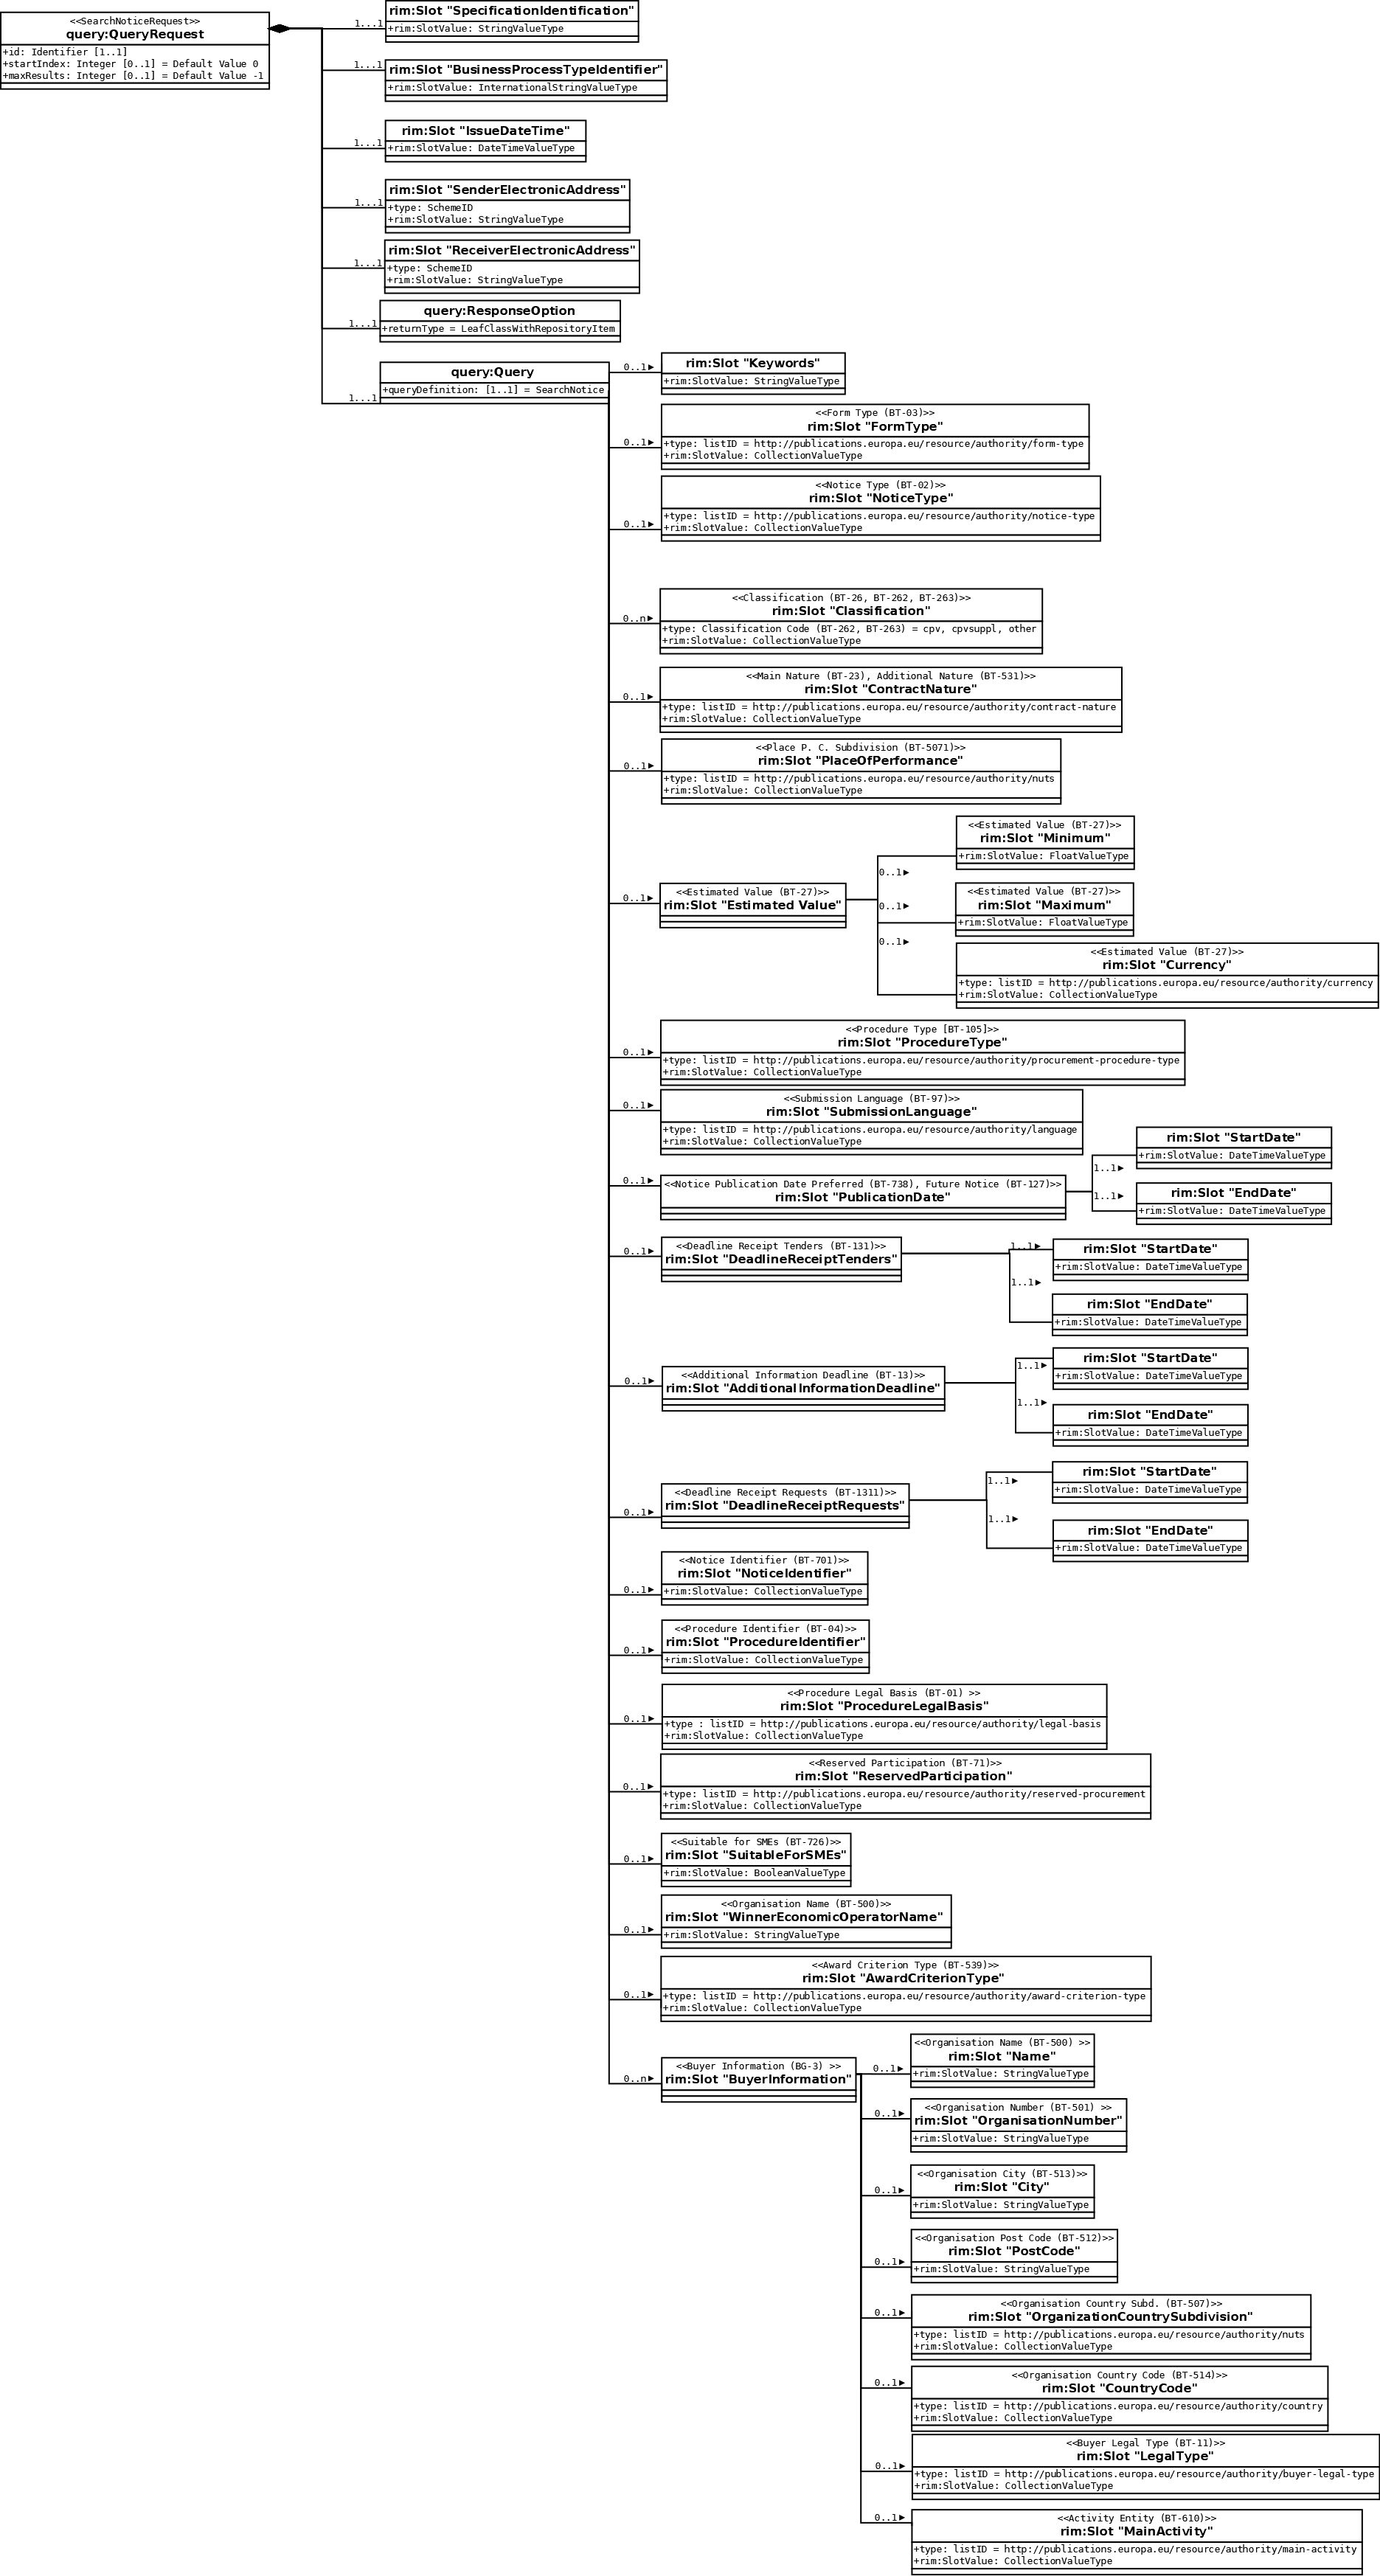 <<SearchNoticeRequest>>
query:QueryRequest
+id: Identifier [1..1]
+startIndex: Integer [0..1] = Default Value 0
+maxResults: Integer [0..1] = Default Value -1
1...1
rim:Slot "SpecificationIdentification"
+rim:SlotValue: StringValueType
1...1
rim:Slot "BusinessProcessTypeIdentifier"
+rim:SlotValue: InternationalStringValueType
1...1
rim:Slot "IssueDateTime"
+rim:SlotValue: DateTimeValueType
1...1
rim:Slot "SenderElectronicAddress"
+type: SchemeID
+rim:SlotValue: StringValueType
1...1
rim:Slot "ReceiverElectronicAddress"
+type: SchemeID
+rim:SlotValue: StringValueType
1...1
query:ResponseOption
+returnType = LeafClassWithRepositoryItem
1...1
query:Query
+queryDefinition: [1..1] = SearchNotice
0..1
rim:Slot "Keywords"
+rim:SlotValue: StringValueType
0..1
<<Form Type (BT-03)>>
rim:Slot "FormType"
+type: listID = http://publications.europa.eu/resource/authority/form-type
+rim:SlotValue: CollectionValueType
0..1
<<Notice Type (BT-02)>>
rim:Slot "NoticeType"
+type: listID = http://publications.europa.eu/resource/authority/notice-type
+rim:SlotValue: CollectionValueType
0..n
<<Classification (BT-26, BT-262, BT-263)>>
rim:Slot "Classification"
+type: Classification Code (BT-262, BT-263) = cpv, cpvsuppl, other
+rim:SlotValue: CollectionValueType
0..1
<<Main Nature (BT-23), Additional Nature (BT-531)>>
rim:Slot "ContractNature"
+type: listID = http://publications.europa.eu/resource/authority/contract-nature
+rim:SlotValue: CollectionValueType
0..1
<<Place P. C. Subdivision (BT-5071)>>
rim:Slot "PlaceOfPerformance"
+type: listID = http://publications.europa.eu/resource/authority/nuts
+rim:SlotValue: CollectionValueType
0..1
<<Estimated Value (BT-27)>>
rim:Slot "Estimated Value"
0..1
<<Estimated Value (BT-27)>>
rim:Slot "Minimum"
+rim:SlotValue: FloatValueType
0..1
<<Estimated Value (BT-27)>>
rim:Slot "Maximum"
+rim:SlotValue: FloatValueType
0..1
<<Estimated Value (BT-27)>>
rim:Slot "Currency"
+type: listID = http://publications.europa.eu/resource/authority/currency
+rim:SlotValue: CollectionValueType
0..1
<<Procedure Type [BT-105]>>
rim:Slot "ProcedureType"
+type: listID = http://publications.europa.eu/resource/authority/procurement-procedure-type
+rim:SlotValue: CollectionValueType
0..1
<<Submission Language (BT-97)>>
rim:Slot "SubmissionLanguage"
+type: listID = http://publications.europa.eu/resource/authority/language
+rim:SlotValue: CollectionValueType
0..1
<<Notice Publication Date Preferred (BT-738), Future Notice (BT-127)>>
rim:Slot "PublicationDate"
1..1
rim:Slot "StartDate"
+rim:SlotValue: DateTimeValueType
1..1
rim:Slot "EndDate"
+rim:SlotValue: DateTimeValueType
0..1
<<Deadline Receipt Tenders (BT-131)>>
rim:Slot "DeadlineReceiptTenders"
1..1
rim:Slot "StartDate"
+rim:SlotValue: DateTimeValueType
1..1
rim:Slot "EndDate"
+rim:SlotValue: DateTimeValueType
0..1
<<Additional Information Deadline (BT-13)>>
rim:Slot "AdditionalInformationDeadline"
1..1
rim:Slot "StartDate"
+rim:SlotValue: DateTimeValueType
1..1
rim:Slot "EndDate"
+rim:SlotValue: DateTimeValueType
0..1
<<Deadline Receipt Requests (BT-1311)>>
rim:Slot "DeadlineReceiptRequests"
1..1
rim:Slot "StartDate"
+rim:SlotValue: DateTimeValueType
1..1
rim:Slot "EndDate"
+rim:SlotValue: DateTimeValueType
0..1
<<Notice Identifier (BT-701)>>
rim:Slot "NoticeIdentifier"
+rim:SlotValue: CollectionValueType
0..1
<<Procedure Identifier (BT-04)>>
rim:Slot "ProcedureIdentifier"
+rim:SlotValue: CollectionValueType
0..1
<<Procedure Legal Basis (BT-01) >>
rim:Slot "ProcedureLegalBasis"
+type : listID = http://publications.europa.eu/resource/authority/legal-basis
+rim:SlotValue: CollectionValueType
0..1
<<Reserved Participation (BT-71)>>
rim:Slot "ReservedParticipation"
+type: listID = http://publications.europa.eu/resource/authority/reserved-procurement
+rim:SlotValue: CollectionValueType
0..1
<<Suitable for SMEs (BT-726)>>
rim:Slot "SuitableForSMEs"
+rim:SlotValue: BooleanValueType
0..1
<<Organisation Name (BT-500)>>
rim:Slot "WinnerEconomicOperatorName"
+rim:SlotValue: StringValueType
0..1
<<Award Criterion Type (BT-539)>>
rim:Slot "AwardCriterionType"
+type: listID = http://publications.europa.eu/resource/authority/award-criterion-type
+rim:SlotValue: CollectionValueType
0..n
<<Buyer Information (BG-3) >>
rim:Slot "BuyerInformation"
0..1
<<Organisation Name (BT-500) >>
rim:Slot "Name"
+rim:SlotValue: StringValueType
0..1
<<Organisation Number (BT-501) >>
rim:Slot "OrganisationNumber"
+rim:SlotValue: StringValueType
0..1
<<Organisation City (BT-513)>>
rim:Slot "City"
+rim:SlotValue: StringValueType
0..1
<<Organisation Post Code (BT-512)>>
rim:Slot "PostCode"
+rim:SlotValue: StringValueType
0..1
<<Organisation Country Subd. (BT-507)>>
rim:Slot "OrganizationCountrySubdivision"
+type: listID = http://publications.europa.eu/resource/authority/nuts
+rim:SlotValue: CollectionValueType
0..1
<<Organisation Country Code (BT-514)>>
rim:Slot "CountryCode"
+type: listID = http://publications.europa.eu/resource/authority/country
+rim:SlotValue: CollectionValueType
0..1
<<Buyer Legal Type (BT-11)>>
rim:Slot "LegalType"
+type: listID = http://publications.europa.eu/resource/authority/buyer-legal-type
+rim:SlotValue: CollectionValueType
0..1
<<Activity Entity (BT-610)>>
rim:Slot "MainActivity"
+type: listID = http://publications.europa.eu/resource/authority/main-activity
+rim:SlotValue: CollectionValueType